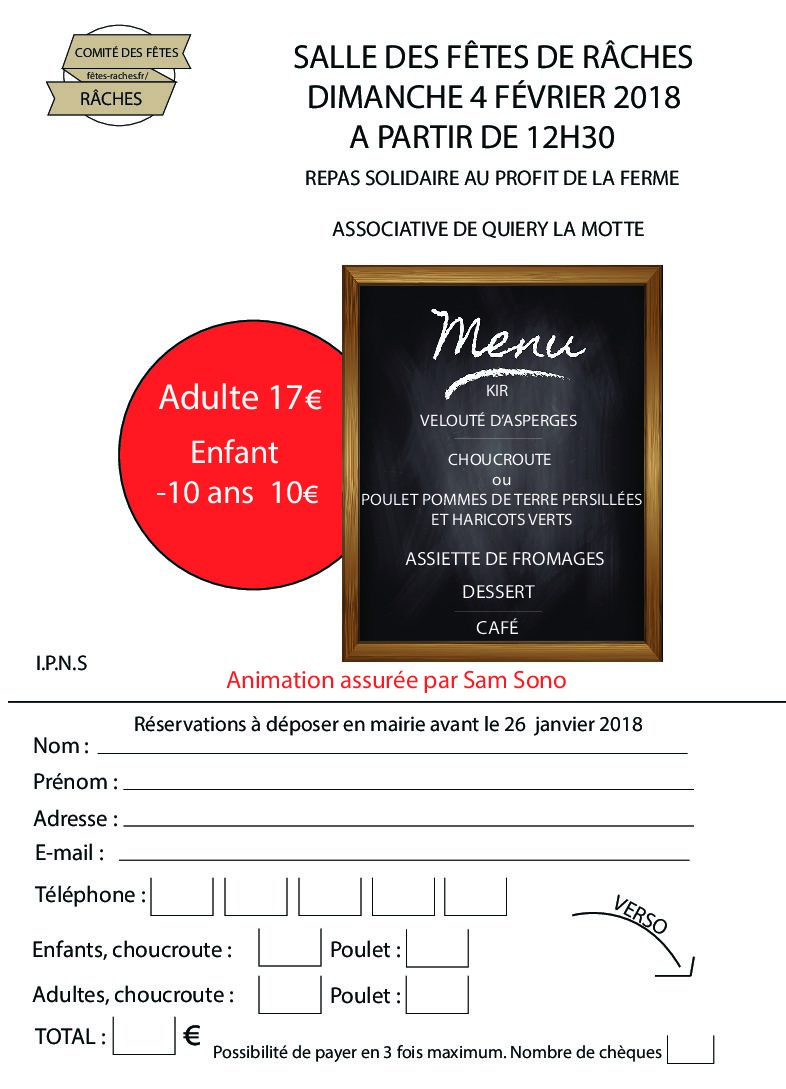 COMITÉ DES FÊTES
fêtes-raches.fr/
RÂCHES
SALLE DES FÊTES DE RÂCHES
DIMANCHE 4 FÉVRIER 2018
A PARTIR DE 12H30
REPAS SOLIDAIRE AU PROFIT DE LA FERME
ASSOCIATIVE DE QUIERY LA MOTTE
Adulte 17€
Enfant
-10 ans 10€
Menu
KIR
VELOUTÉ D’ASPERGES
CHOUCROUTE
ou
POULET POMMES DE TERRE PERSILLÉES
ET HARICOTS VERTS
ASSIETTE DE FROMAGES
DESSERT
CAFÉ
I.P.N.S
Animation assurée par Sam Sono
Réservations à déposer en mairie avant le 26 janvier 2018
Nom :
Prénom :
Adresse :
E-mail :
Téléphone :
VERSO
Enfants, choucroute : Poulet :
Adultes, choucroute : Poulet :
TOTAL : €
Possibilité de payer en 3 fois maximum. Nombre de chèques